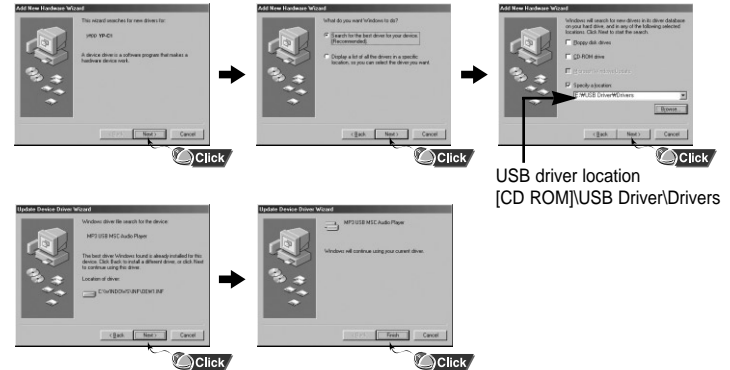 Add New Hardware Wizard
This wizard searches for new drivers for:
A device driver is a software program that makes a
hardware device work.
Next >
Cancel
Click
Add New Hardware Wizard
What do you want Windows to do?
Search for the best driver for your device.
(Recommended)
Display a list of all the drivers in a specific
location, so you can select the driver you want.
< Back
Next >
Cancel
Click
Add New Hardware Wizard
Windows will search for new drivers in its driver database
on your hard drive, and in any of the following selected
locations. Click Next to start the search.
Floppy disk drives
CD-ROM drive
Microsoft Windows Update
Specify a location:
E:\USB Driver\Drivers
Browse...
< Back
Next >
Cancel
Click
USB driver location
[CD ROM]\USB Driver\Drivers
Update Device Driver Wizard
Windows driver file search for the device:
MP3 USB MSC Audio Player
The best driver Windows found is already installed for this
device. Click Back to install a different driver, or click Next
to continue using this driver.
Location of driver:
< Back
Next >
Cancel
Click
Update Device Driver Wizard
MP3 USB MSC Audio Player
Windows will continue using your current driver.
Finish
Cancel
Click